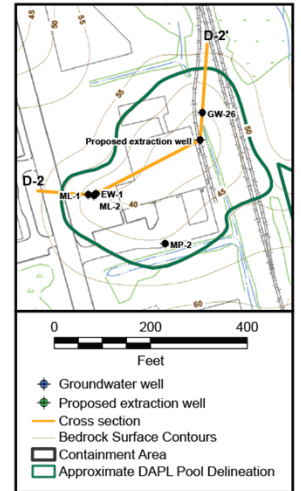 D-2'
45
50
55
55
50
GW-26
Proposed extraction well
D-2
ML-1
EW-1
ML-2
40
45
MP-2
60
0 200 400
Feet
Groundwater well
Proposed extraction well
Cross section
Bedrock Surface Contours
Containment Area
Approximate DAPL Pool Delineation